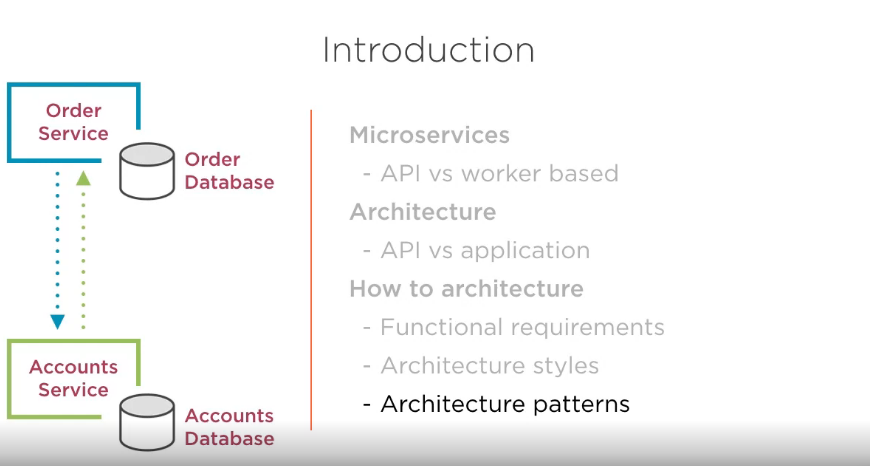 Introduction
Order
Service
Order
Database
Accounts
Service
Accounts
Database
Microservices
- API vs worker based
Architecture
- API vs application
How to architecture
- Functional requirements
- Architecture styles
- Architecture patterns